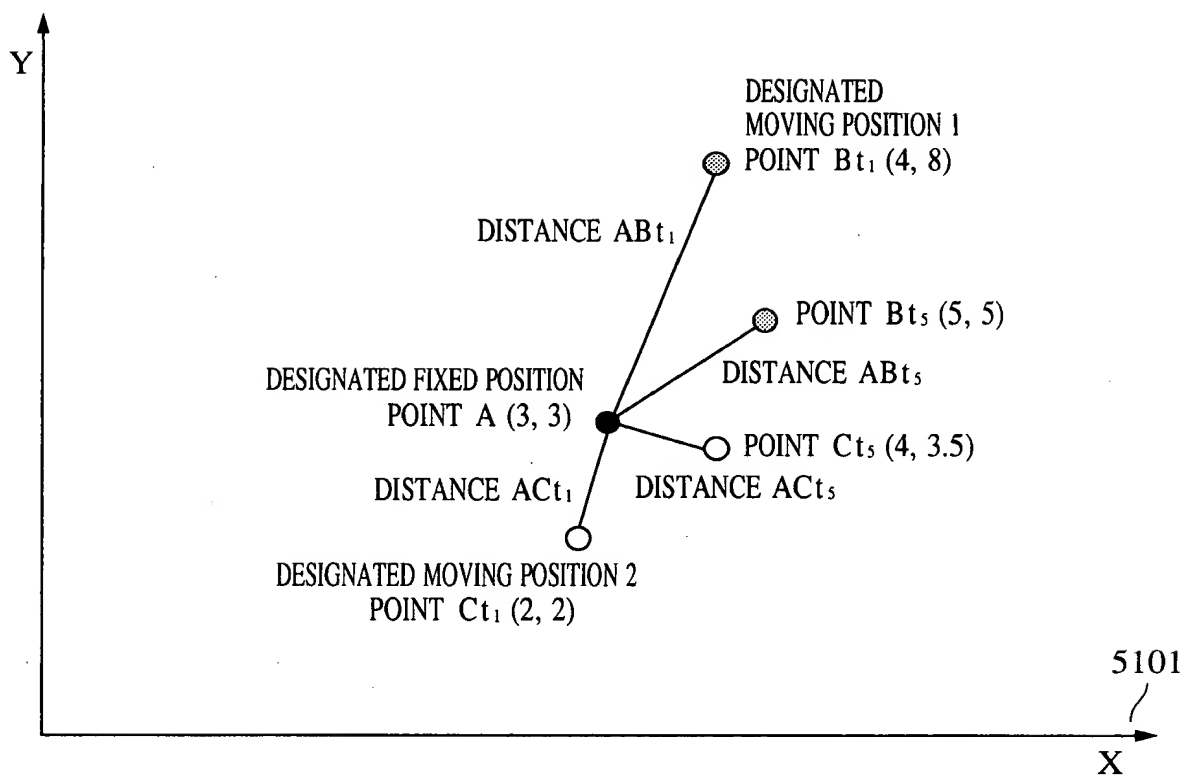 Y
DESIGNATED
MOVING POSITION 1
POINT Bt₁ (4, 8)
DISTANCE ABt₁
POINT Bt₅ (5, 5)
DISTANCE ABt₅
DESIGNATED FIXED POSITION
POINT A (3, 3)
POINT Ct₅ (4, 3.5)
DISTANCE ACt₁
DISTANCE ACt₅
DESIGNATED MOVING POSITION 2
POINT Ct₁ (2, 2)
5101
X